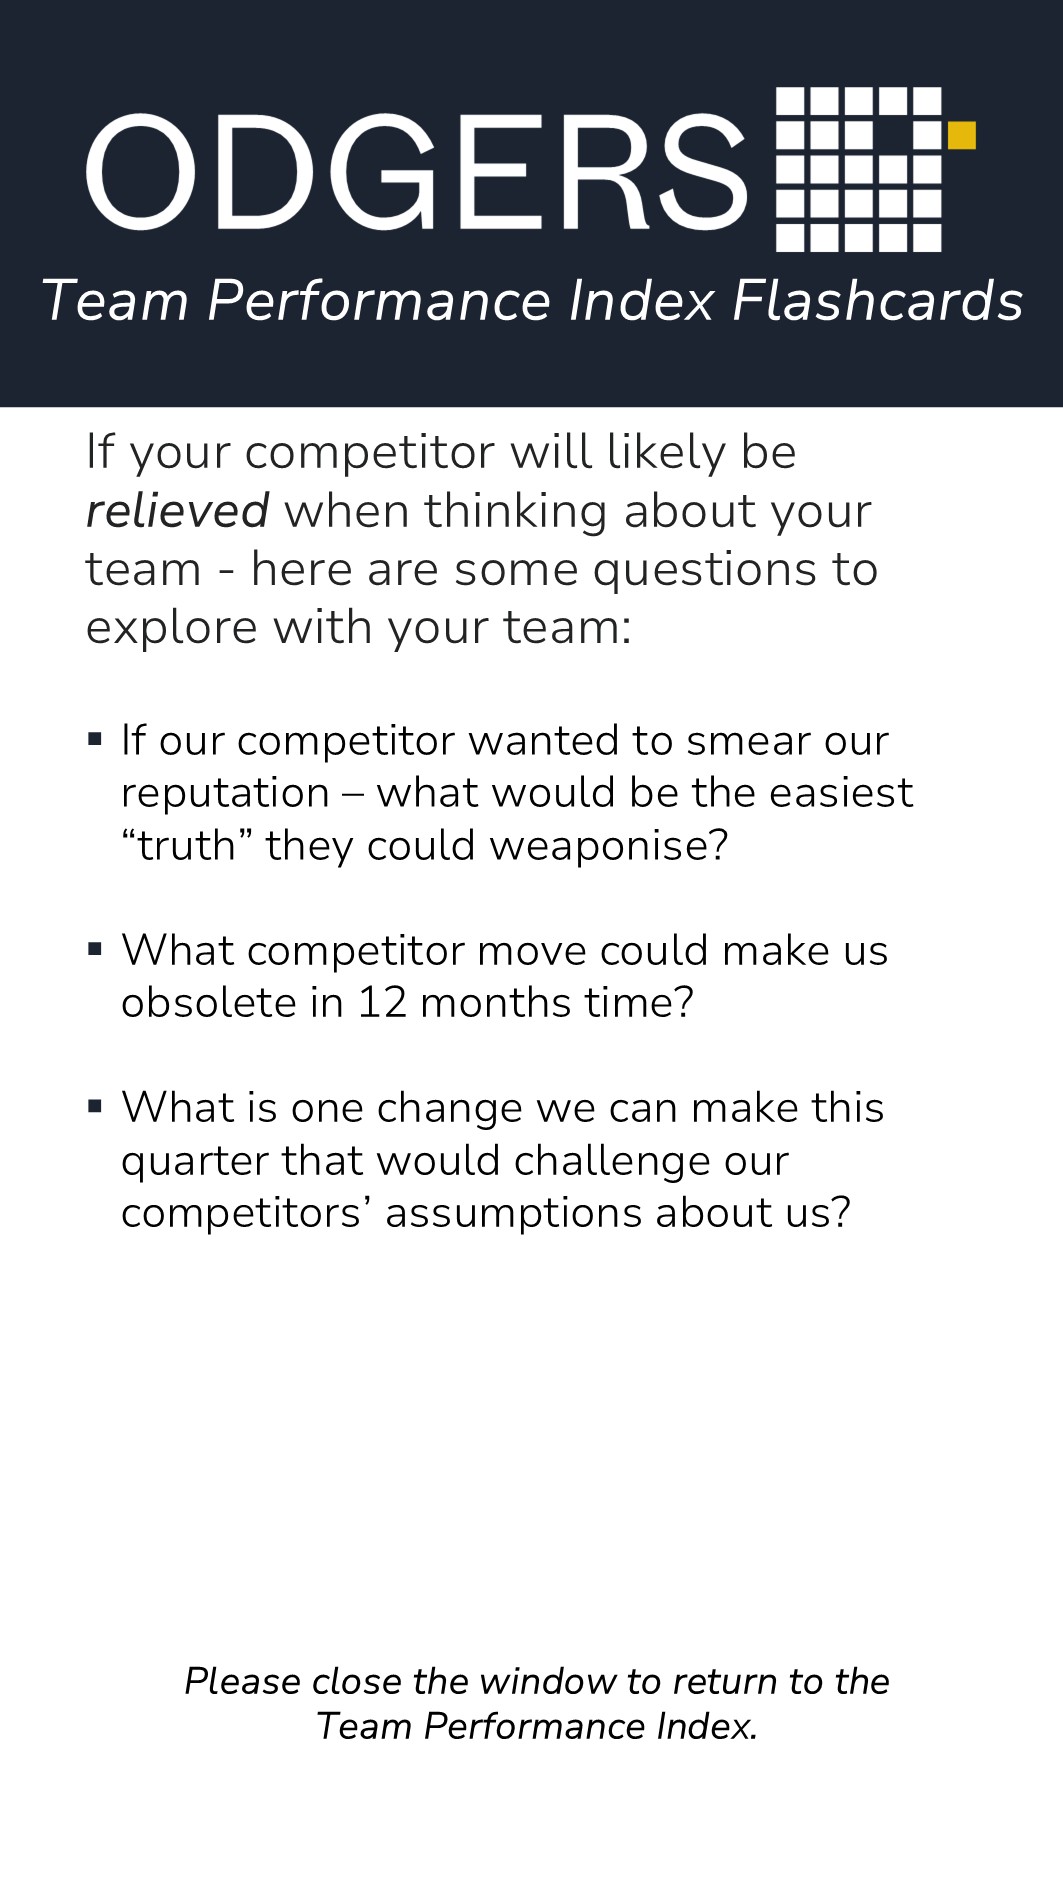 ODGERS
Team Performance Index Flashcards
If your competitor will likely be
relieved when thinking about your
team - here are some questions to
explore with your team:
▪ If our competitor wanted to smear our
reputation – what would be the easiest
“truth” they could weaponise?
▪ What competitor move could make us
obsolete in 12 months time?
▪ What is one change we can make this
quarter that would challenge our
competitors’ assumptions about us?
Please close the window to return to the
Team Performance Index.